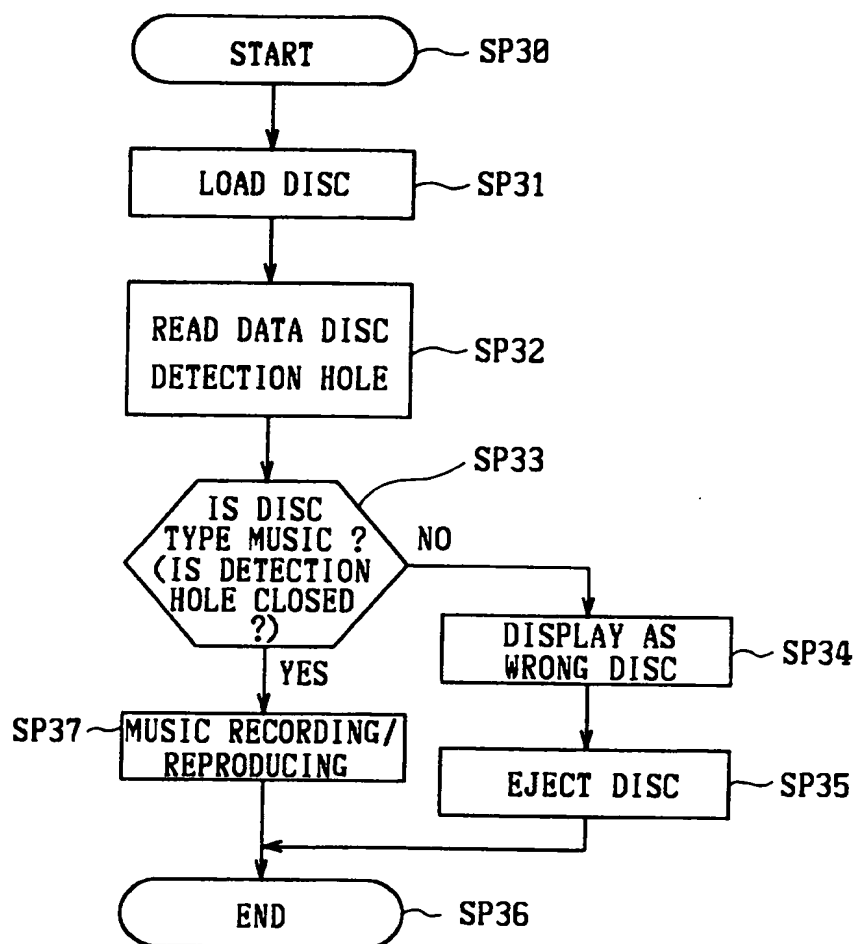 START
SP30
LOAD DISC
SP31
READ DATA DISC
DETECTION HOLE
SP32
SP33
IS DISC
TYPE MUSIC ?
(IS DETECTION
HOLE CLOSED
?)
NO
YES
DISPLAY AS
WRONG DISC
SP34
SP37
MUSIC RECORDING/
REPRODUCING
EJECT DISC
SP35
END
SP36